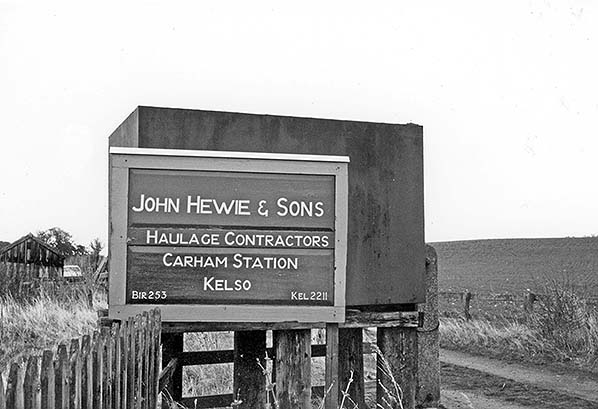 John Hewie & Sons
Haulage Contractors
Carham Station
Kelso
Bir 253 Kel 2211